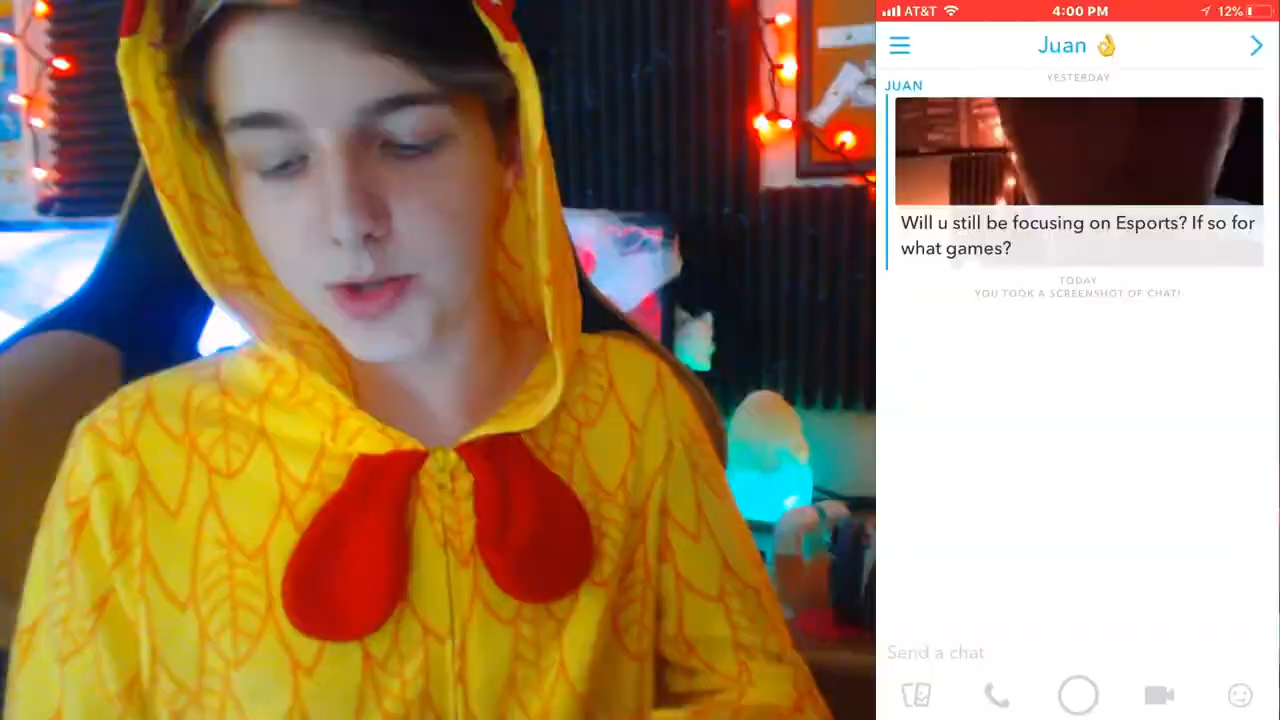 AT&T 4:00 PM 12%
Juan 👌
YESTERDAY
JUAN
Will u still be focusing on Esports? If so for
what games?
TODAY
YOU TOOK A SCREENSHOT OF CHAT!
Send a chat